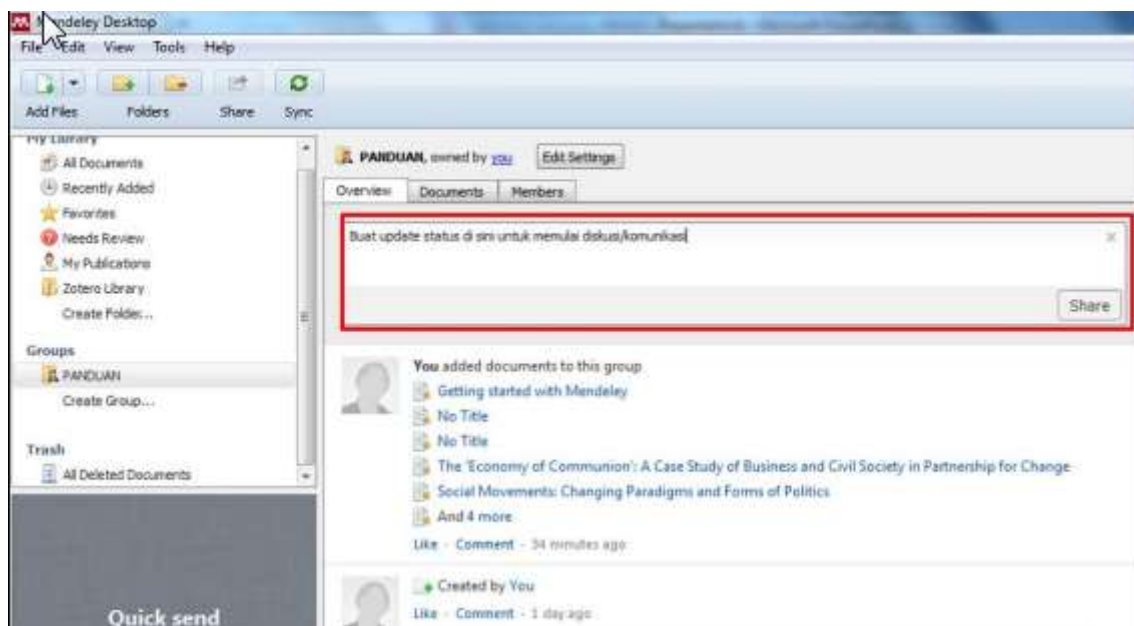 Mendeley Desktop
File Edit View Tools Help
Add Files Folders Share Sync
My Library
All Documents
Recently Added
Favorites
Needs Review
My Publications
Zotero Library
Create Folder...
Groups
PANDUAN
Create Group...
Trash
All Deleted Documents
Quick send
PANDUAN, owned by you Edit Settings
Overview Documents Members
Buat update status di sini untuk memulai diskusi/komunikasi
Share
You added documents to this group
Getting started with Mendeley
No Title
No Title
The 'Economy of Communion': A Case Study of Business and Civil Society in Partnership for Change
Social Movements: Changing Paradigms and Forms of Politics
And 4 more
Like - Comment - 34 minutes ago
Created by You
Like - Comment - 1 day ago